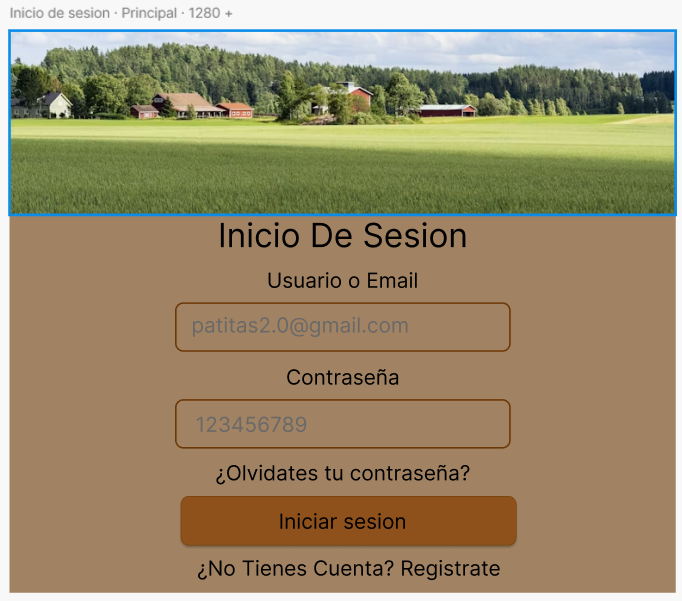 Inicio de sesion · Principal · 1280 +
Inicio De Sesion
Usuario o Email
patitas2.0@gmail.com
Contraseña
123456789
¿Olvidates tu contraseña?
Iniciar sesion
¿No Tienes Cuenta? Registrate